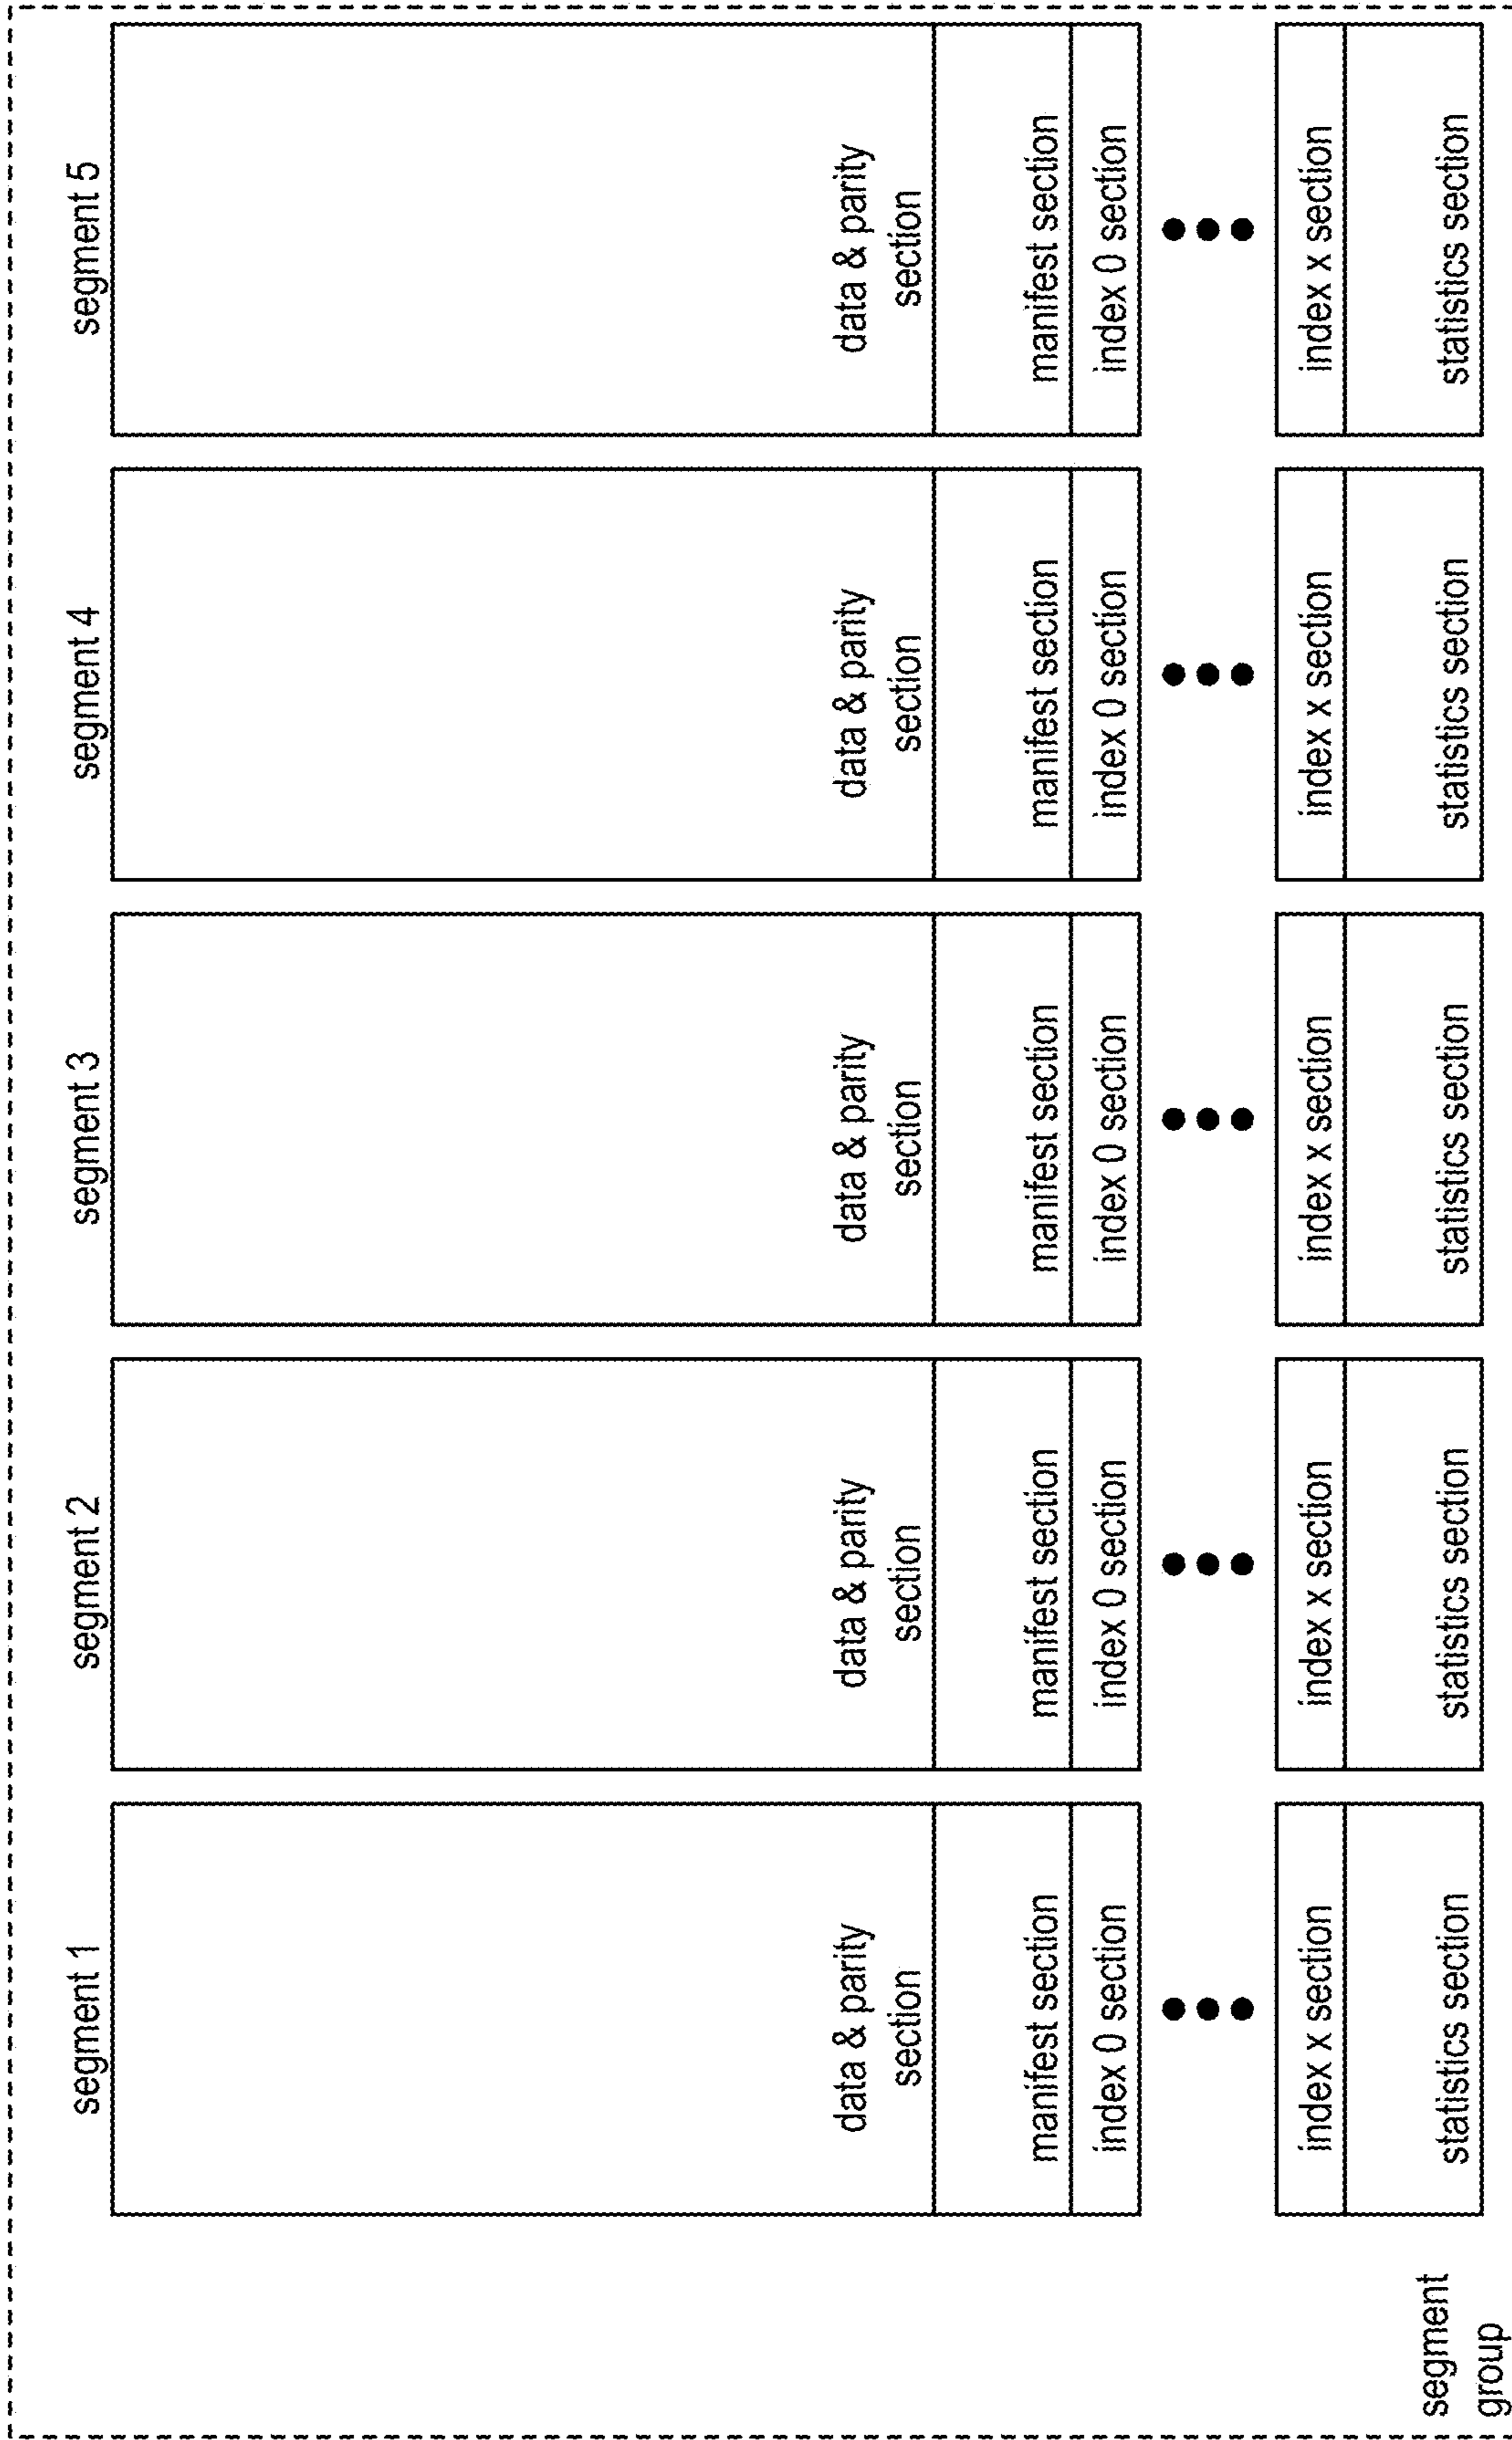 segment 1
data & parity
section
manifest section
index 0 section
index x section
statistics section
segment 2
data & parity
section
manifest section
index 0 section
index x section
statistics section
segment 3
data & parity
section
manifest section
index 0 section
index x section
statistics section
segment 4
data & parity
section
manifest section
index 0 section
index x section
statistics section
segment 5
data & parity
section
manifest section
index 0 section
index x section
statistics section
segment
group